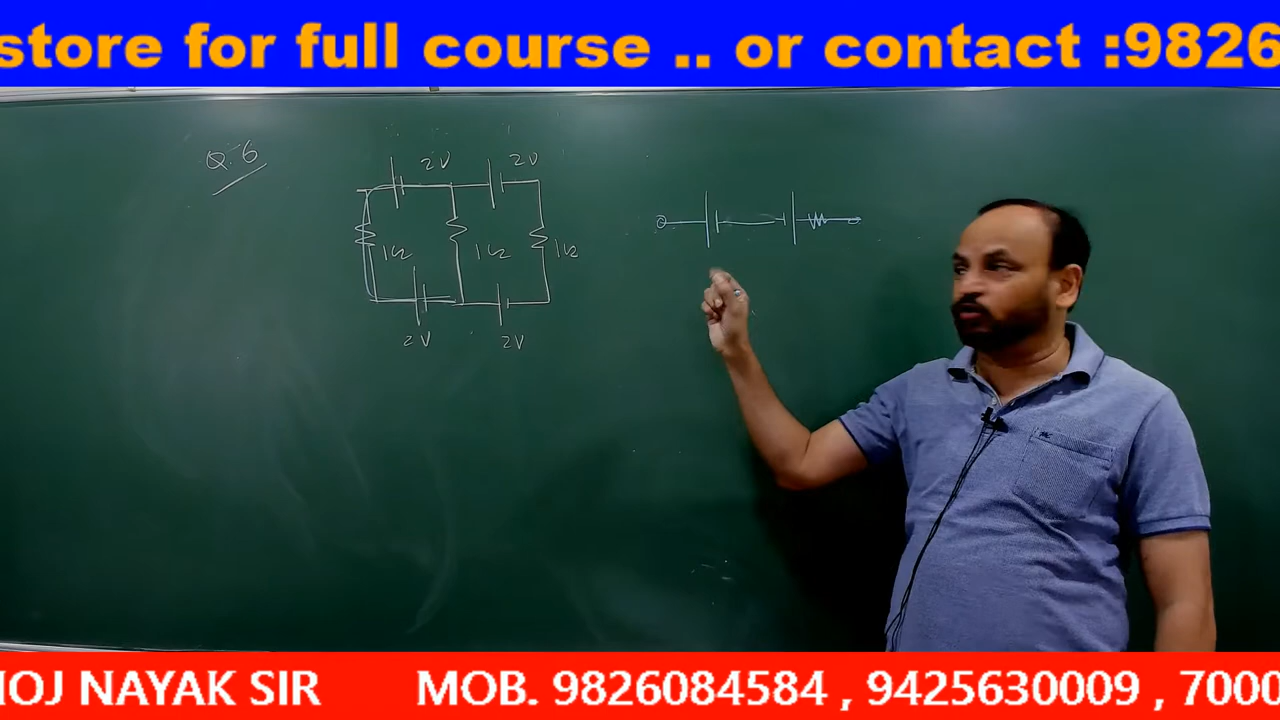 store for full course .. or contact :9826
Q.6
2V 2V
1Ω 1Ω 1Ω
2V 2V
IOJ NAYAK SIR MOB. 9826084584 , 9425630009 , 7000